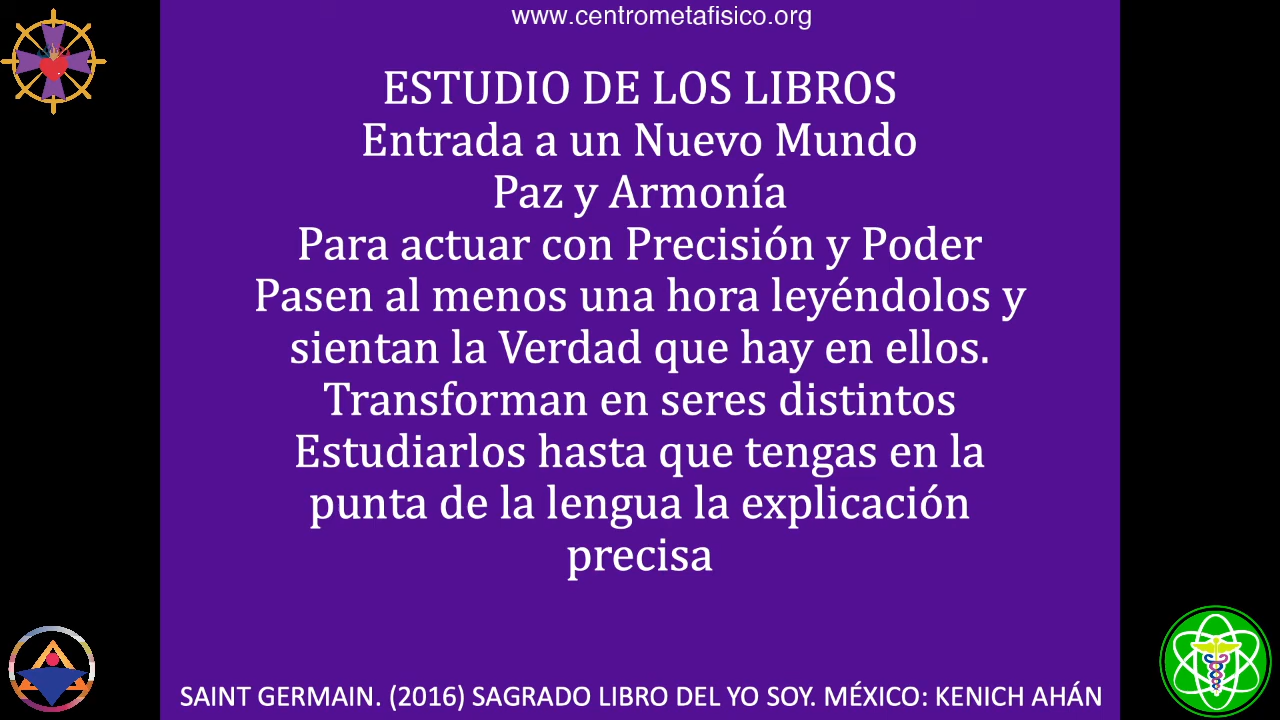 www.centrometafisico.org
ESTUDIO DE LOS LIBROS
Entrada a un Nuevo Mundo
Paz y Armonía
Para actuar con Precisión y Poder
Pasen al menos una hora leyéndolos y
sientan la Verdad que hay en ellos.
Transforman en seres distintos
Estudiarlos hasta que tengas en la
punta de la lengua la explicación
precisa
SAINT GERMAIN. (2016) SAGRADO LIBRO DEL YO SOY. MÉXICO: KENICH AHÁN